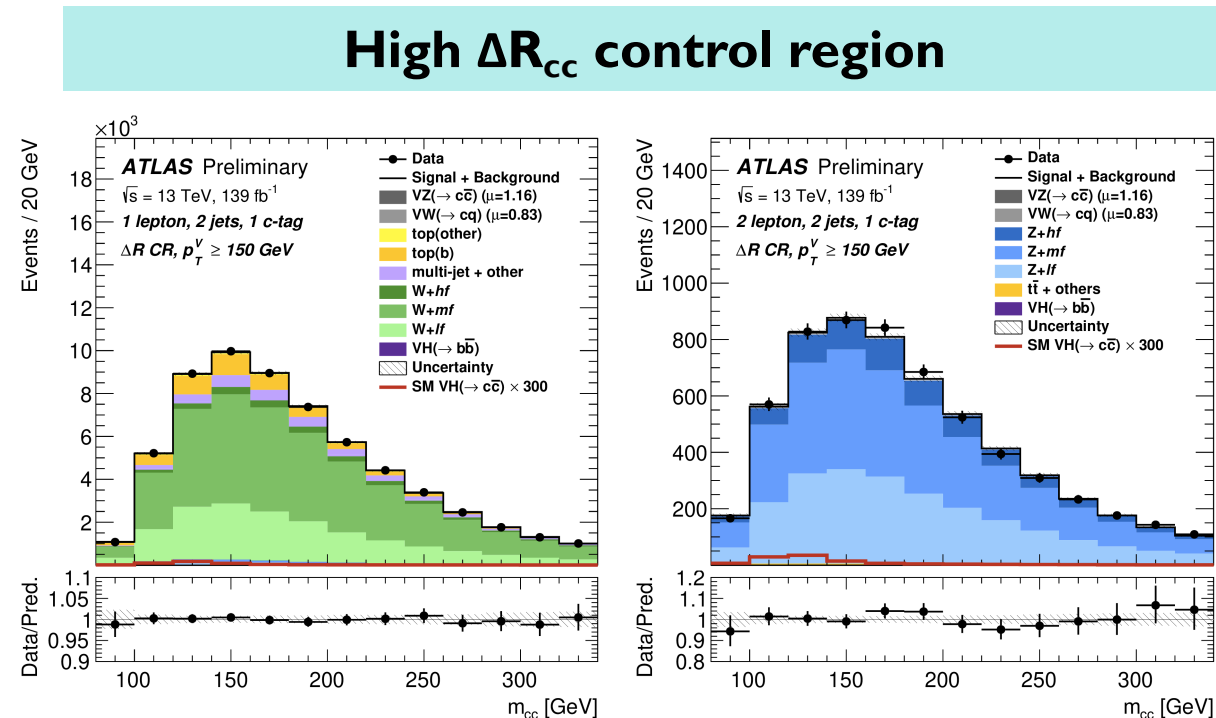 High ΔRcc control region
×10³
Events / 20 GeV
18
16
14
12
10
8
6
4
2
ATLAS Preliminary
√s = 13 TeV, 139 fb⁻¹
1 lepton, 2 jets, 1 c-tag
ΔR CR, pTV ≥ 150 GeV
Data
Signal + Background
VZ(→ cc̅) (μ=1.16)
VW(→ cq) (μ=0.83)
top(other)
top(b)
multi-jet + other
W+hf
W+mf
W+lf
VH(→ bb̅)
Uncertainty
SM VH(→ cc̅) × 300
Data/Pred.
1.1
1.05
1
0.95
0.9
100 150 200 250 300
mcc [GeV]
Events / 20 GeV
1400
1200
1000
800
600
400
200
ATLAS Preliminary
√s = 13 TeV, 139 fb⁻¹
2 lepton, 2 jets, 1 c-tag
ΔR CR, pTV ≥ 150 GeV
Data
Signal + Background
VZ(→ cc̅) (μ=1.16)
VW(→ cq) (μ=0.83)
Z+hf
Z+mf
Z+lf
tt̅ + others
VH(→ bb̅)
Uncertainty
SM VH(→ cc̅) × 300
Data/Pred.
1.2
1.1
1
0.9
0.8
100 150 200 250 300
mcc [GeV]